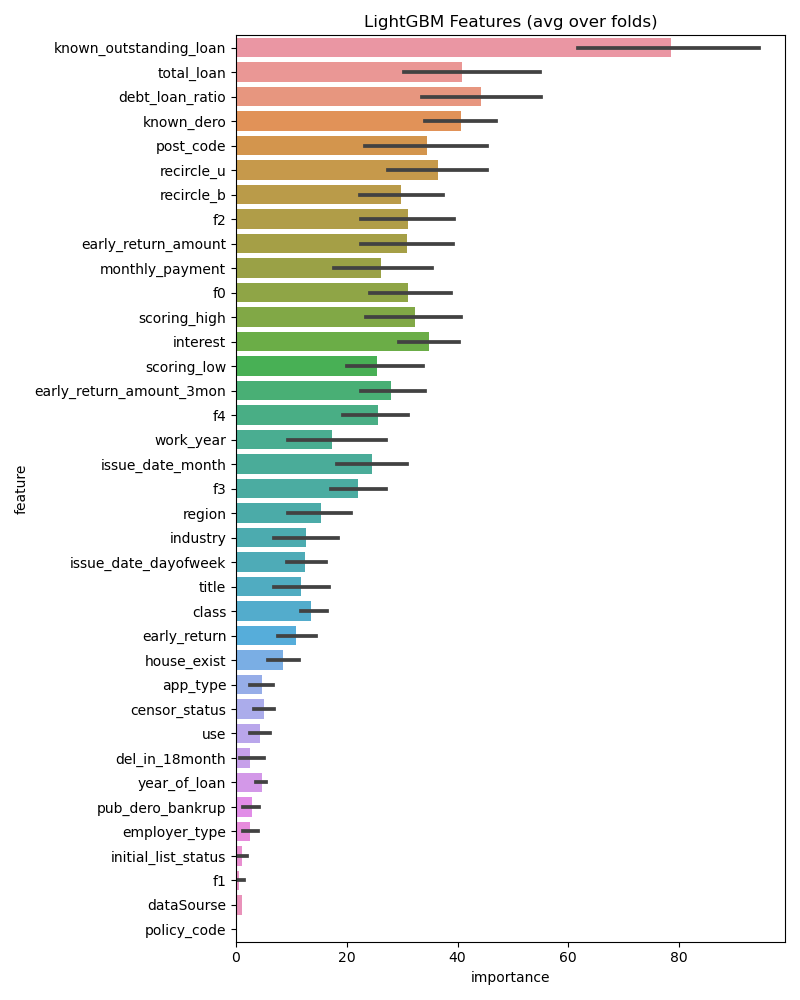 LightGBM Features (avg over folds)
feature
known_outstanding_loan
total_loan
debt_loan_ratio
known_dero
post_code
recircle_u
recircle_b
f2
early_return_amount
monthly_payment
f0
scoring_high
interest
scoring_low
early_return_amount_3mon
f4
work_year
issue_date_month
f3
region
industry
issue_date_dayofweek
title
class
early_return
house_exist
app_type
censor_status
use
del_in_18month
year_of_loan
pub_dero_bankrup
employer_type
initial_list_status
f1
dataSourse
policy_code
0 20 40 60 80
importance